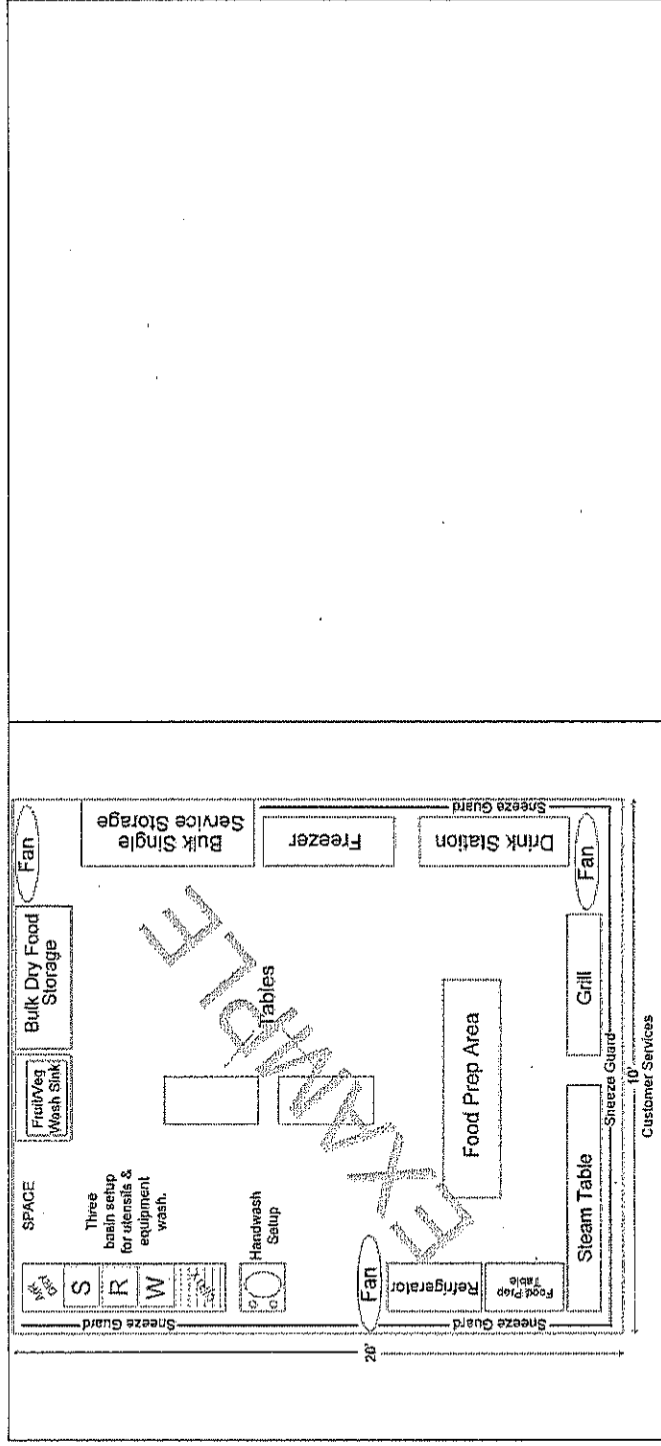 Fan
Bulk Dry Food
Storage
Fruit/Veg
Wash Sink
SPACE
Three
basin setup
for utensils &
equipment
wash.
AIR
DRY
S
R
W
Handwash
Setup
Bulk Single
Service Storage
Freezer
Drink Station
Sneeze Guard
Fan
Tables
EXAMPLE
Food Prep Area
Fan
Refrigerator
Food Prep
Table
Sneeze Guard
Sneeze Guard
Steam Table
Grill
Sneeze Guard
20'
10'
Customer Services